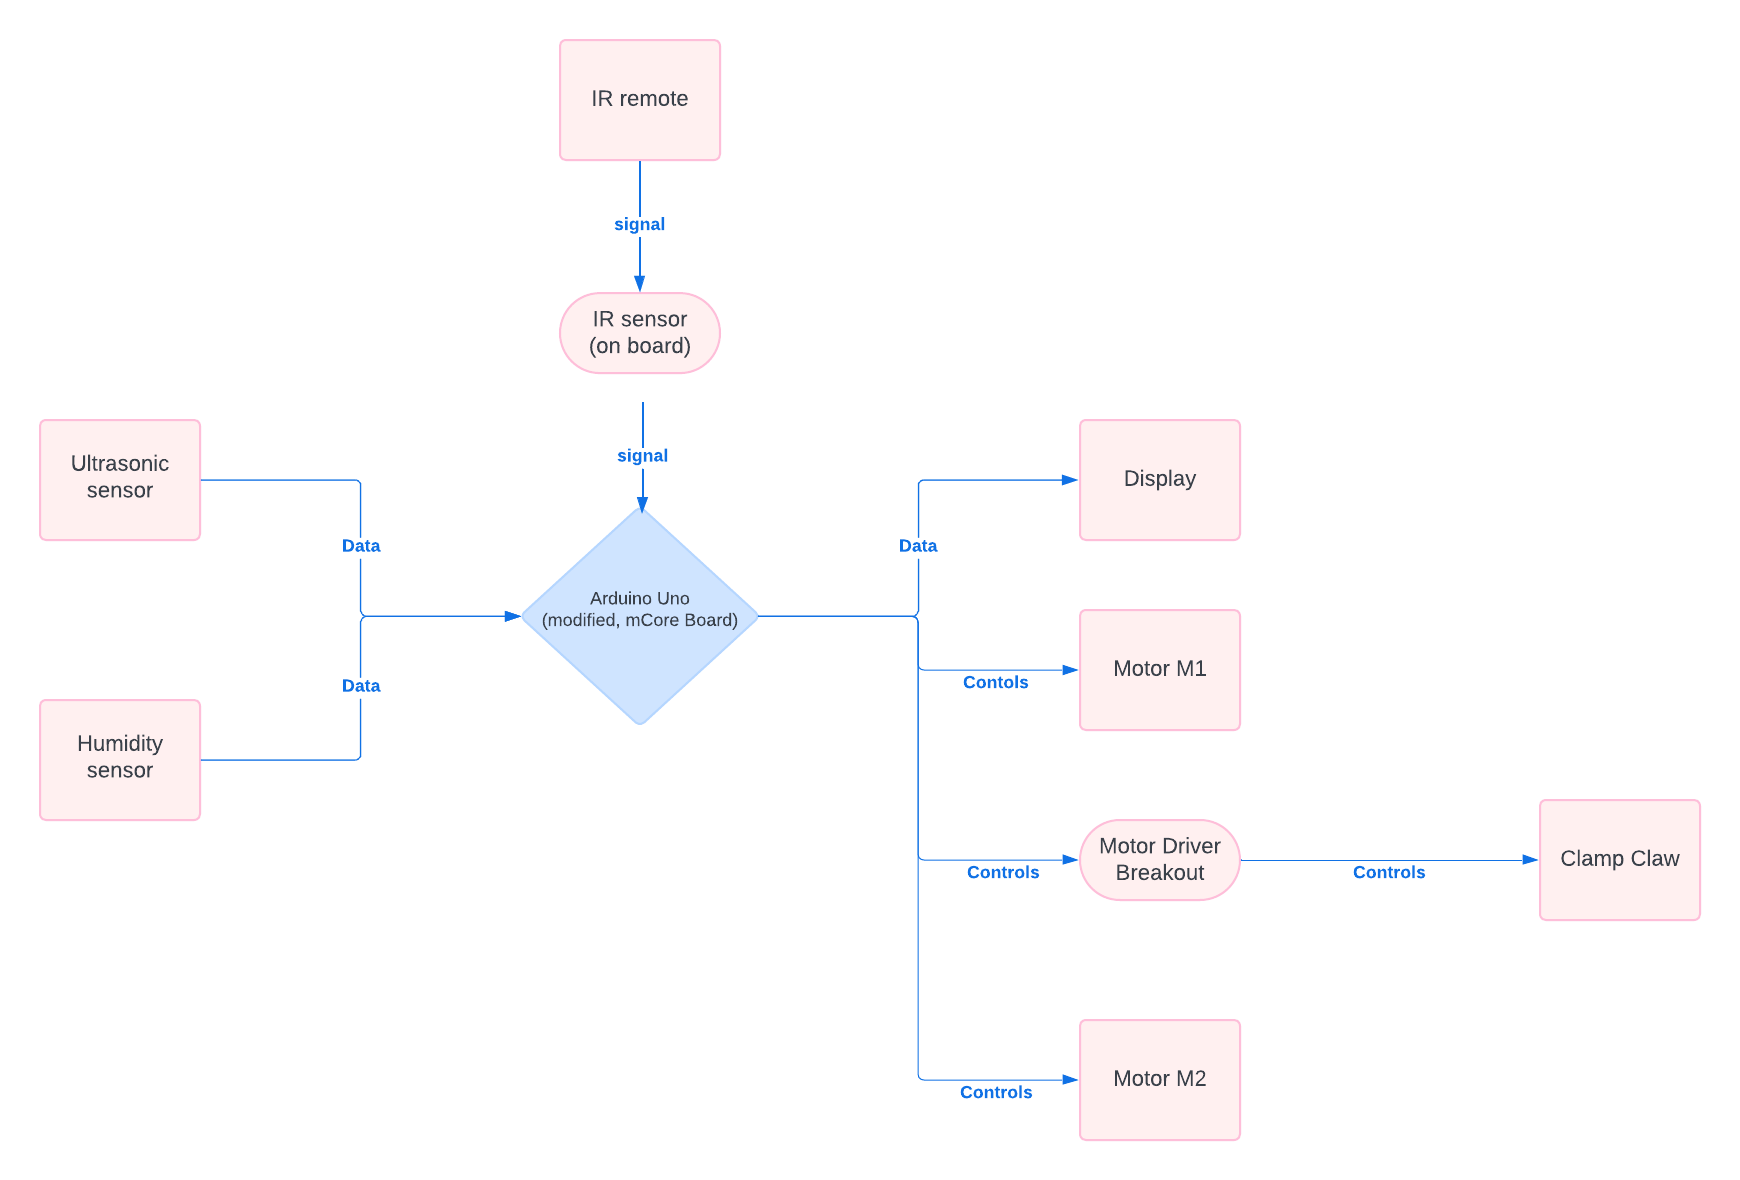 IR remote
signal
IR sensor
(on board)
signal
Ultrasonic
sensor
Data
Data
Humidity
sensor
Arduino Uno
(modified, mCore Board)
Data
Display
Contols
Motor M1
Controls
Motor Driver
Breakout
Controls
Clamp Claw
Controls
Motor M2